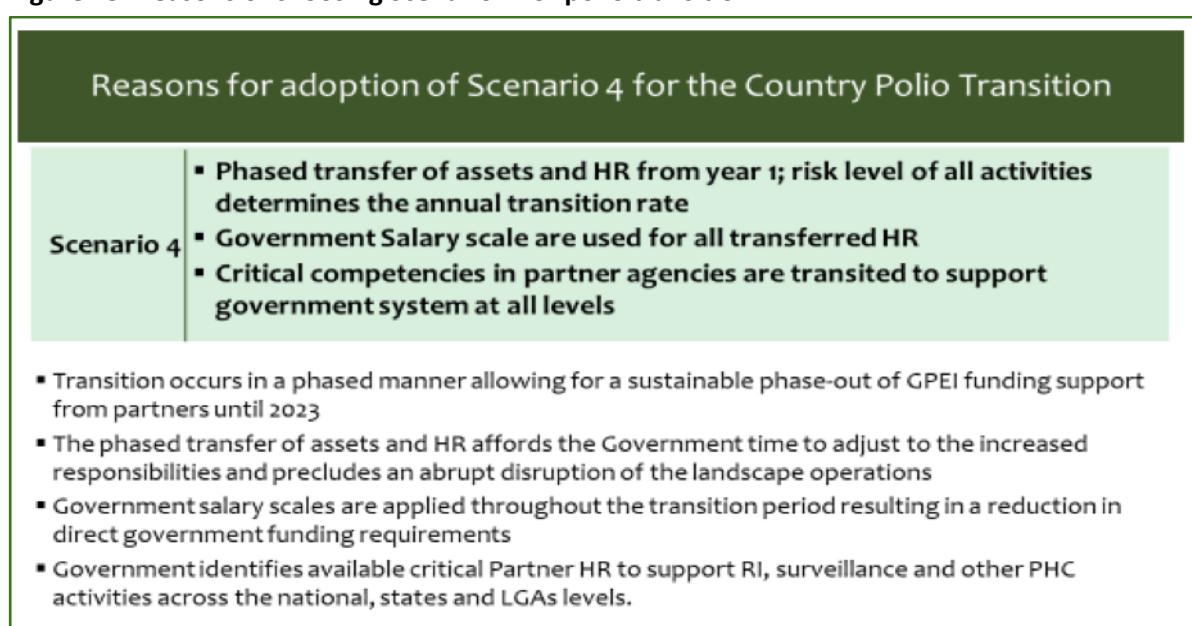 Reasons for adoption of Scenario 4 for the Country Polio Transition
Scenario 4
▪ Phased transfer of assets and HR from year 1; risk level of all activities
determines the annual transition rate
▪ Government Salary scale are used for all transferred HR
▪ Critical competencies in partner agencies are transited to support
government system at all levels
▪ Transition occurs in a phased manner allowing for a sustainable phase-out of GPEI funding support
from partners until 2023
▪ The phased transfer of assets and HR affords the Government time to adjust to the increased
responsibilities and precludes an abrupt disruption of the landscape operations
▪ Government salary scales are applied throughout the transition period resulting in a reduction in
direct government funding requirements
▪ Government identifies available critical Partner HR to support RI, surveillance and other PHC
activities across the national, states and LGAs levels.